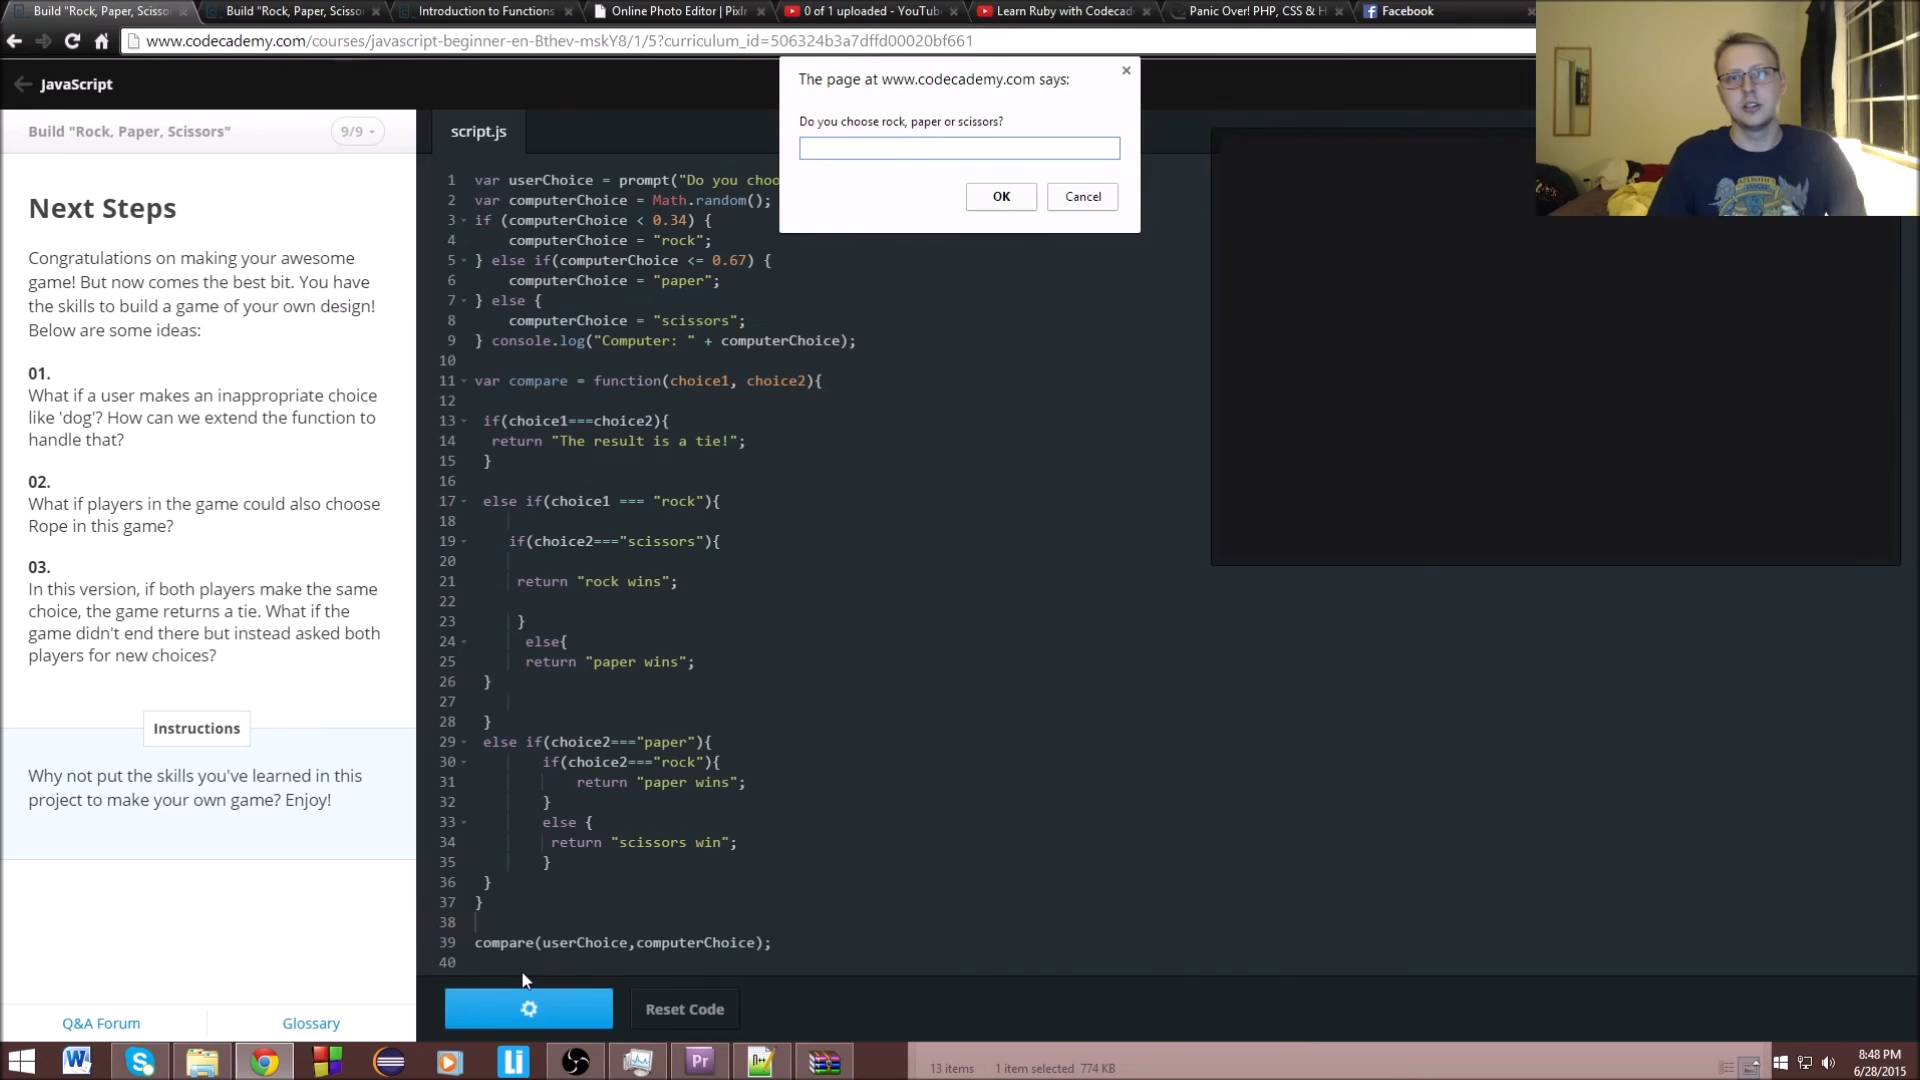 Build "Rock, Paper, Scisso
Build "Rock, Paper, Scisso
Introduction to Functions
Online Photo Editor | Pixlr
0 of 1 uploaded - YouTub
Learn Ruby with Codecad
Panic Over! PHP, CSS & H
Facebook
www.codecademy.com/courses/javascript-beginner-en-Bthev-mskY8/1/5?curriculum_id=506324b3a7dffd00020bf661
JavaScript
The page at www.codecademy.com says:
Do you choose rock, paper or scissors?
OK
Cancel
Build "Rock, Paper, Scissors"
9/9
Next Steps
Congratulations on making your awesome
game! But now comes the best bit. You have
the skills to build a game of your own design!
Below are some ideas:
01.
What if a user makes an inappropriate choice
like 'dog'? How can we extend the function to
handle that?
02.
What if players in the game could also choose
Rope in this game?
03.
In this version, if both players make the same
choice, the game returns a tie. What if the
game didn't end there but instead asked both
players for new choices?
Instructions
Why not put the skills you've learned in this
project to make your own game? Enjoy!
Q&A Forum
Glossary
script.js
1 var userChoice = prompt("Do you choo
2 var computerChoice = Math.random();
3 if (computerChoice < 0.34) {
4 computerChoice = "rock";
5 } else if(computerChoice <= 0.67) {
6 computerChoice = "paper";
7 } else {
8 computerChoice = "scissors";
9 } console.log("Computer: " + computerChoice);
10
11 var compare = function(choice1, choice2){
12
13 if(choice1===choice2){
14 return "The result is a tie!";
15 }
16
17 else if(choice1 === "rock"){
18
19 if(choice2==="scissors"){
20
21 return "rock wins";
22
23 }
24 else{
25 return "paper wins";
26 }
27
28 }
29 else if(choice2==="paper"){
30 if(choice2==="rock"){
31 return "paper wins";
32 }
33 else {
34 return "scissors win";
35 }
36 }
37 }
38
39 compare(userChoice,computerChoice);
40
Reset Code
13 items 1 item selected 774 KB
8:48 PM
6/28/2015